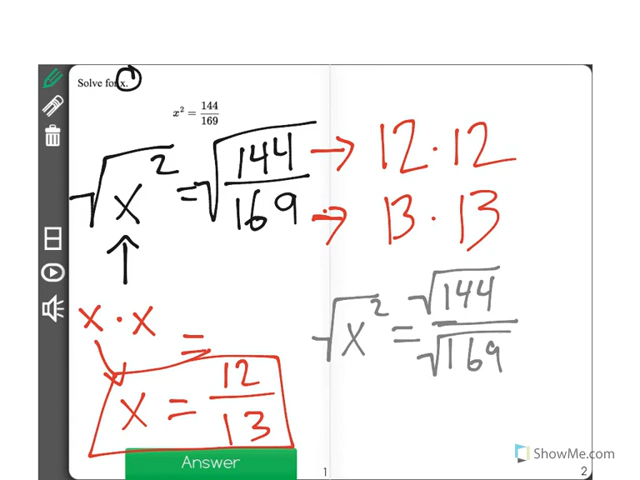 Solve for x.
x² = 144/169
√x² = √144/169 → 12 · 12
→ 13 · 13
x · x =
√x² = √144/√169
x = 12/13
Answer
1
2
ShowMe.com